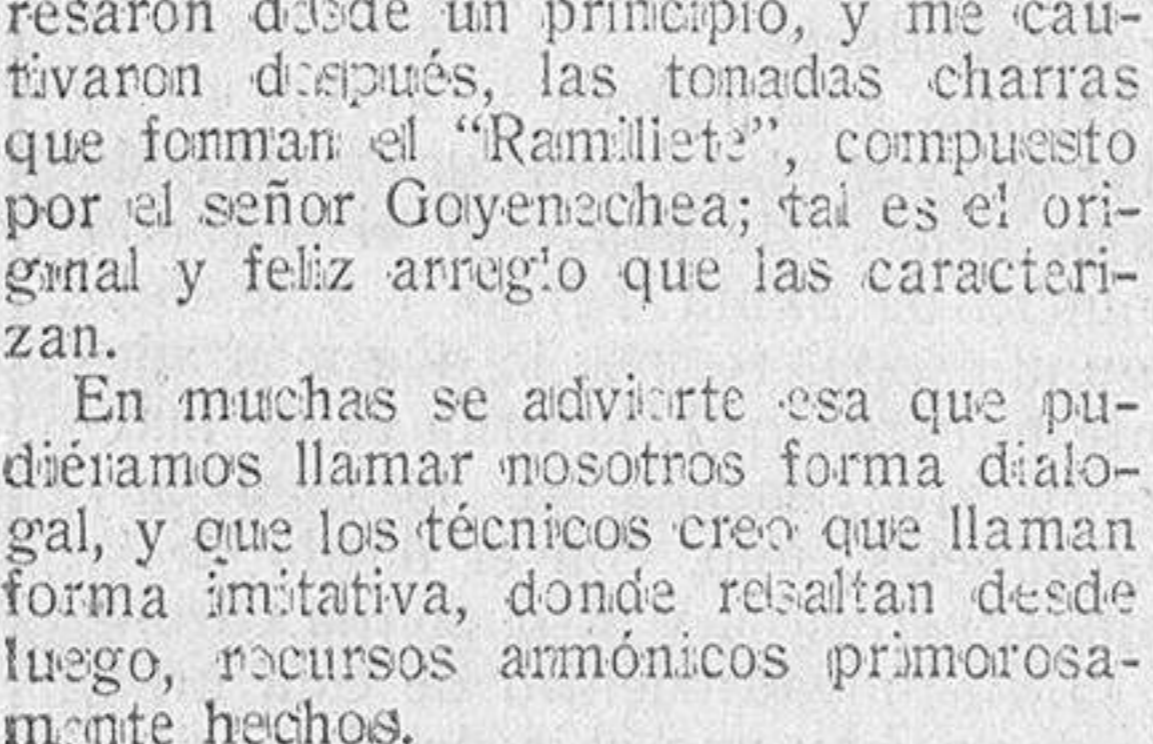 resaron desde un principio, y me cau-
tivaron después, las tonadas charras
que forman el “Ramillete”, compuesto
por el señor Goyenechea; tal es el ori-
ginal y feliz arreglo que las caracteri-
zan.
En muchas se advierte esa que pu-
diéramos llamar nosotros forma dialo-
gal, y que los técnicos creo que llaman
forma imitativa, donde resaltan desde
luego, recursos armónicos primorosa-
mente hechos.